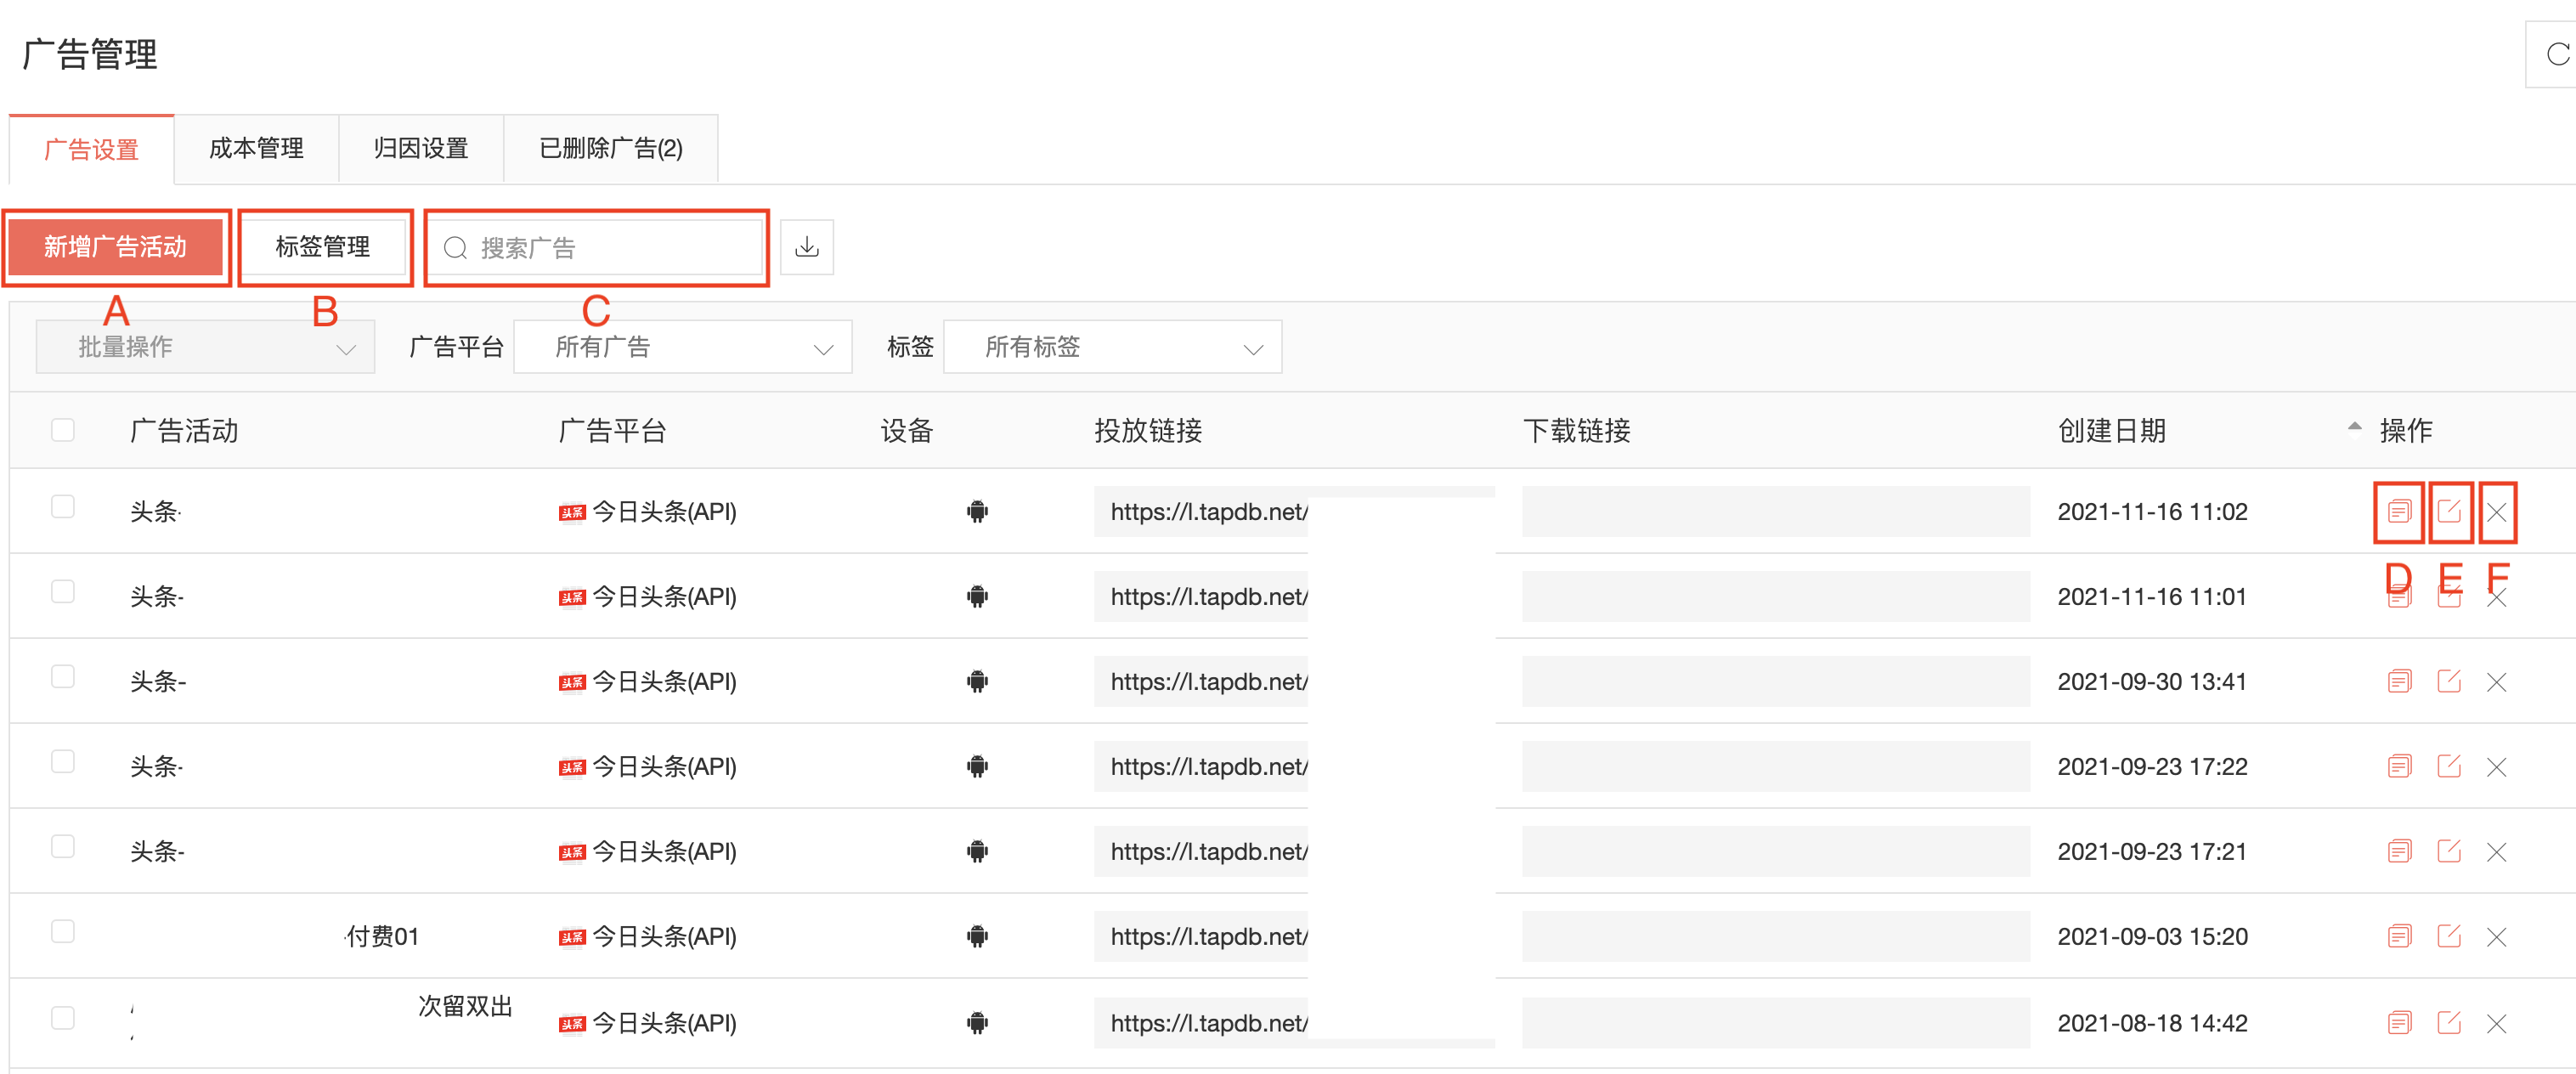 广告管理
广告设置 成本管理 归因设置 已删除广告(2)
新增广告活动 标签管理 搜索广告
A B C
批量操作 广告平台 所有广告 标签 所有标签
广告活动 广告平台 设备 投放链接 下载链接 创建日期 操作
头条- 头条 今日头条(API) https://l.tapdb.net/ 2021-11-16 11:02
D E F
头条- 头条 今日头条(API) https://l.tapdb.net/ 2021-11-16 11:01
头条- 头条 今日头条(API) https://l.tapdb.net/ 2021-09-30 13:41
头条- 头条 今日头条(API) https://l.tapdb.net/ 2021-09-23 17:22
头条- 头条 今日头条(API) https://l.tapdb.net/ 2021-09-23 17:21
-付费01 头条 今日头条(API) https://l.tapdb.net/ 2021-09-03 15:20
次留双出 头条 今日头条(API) https://l.tapdb.net/ 2021-08-18 14:42